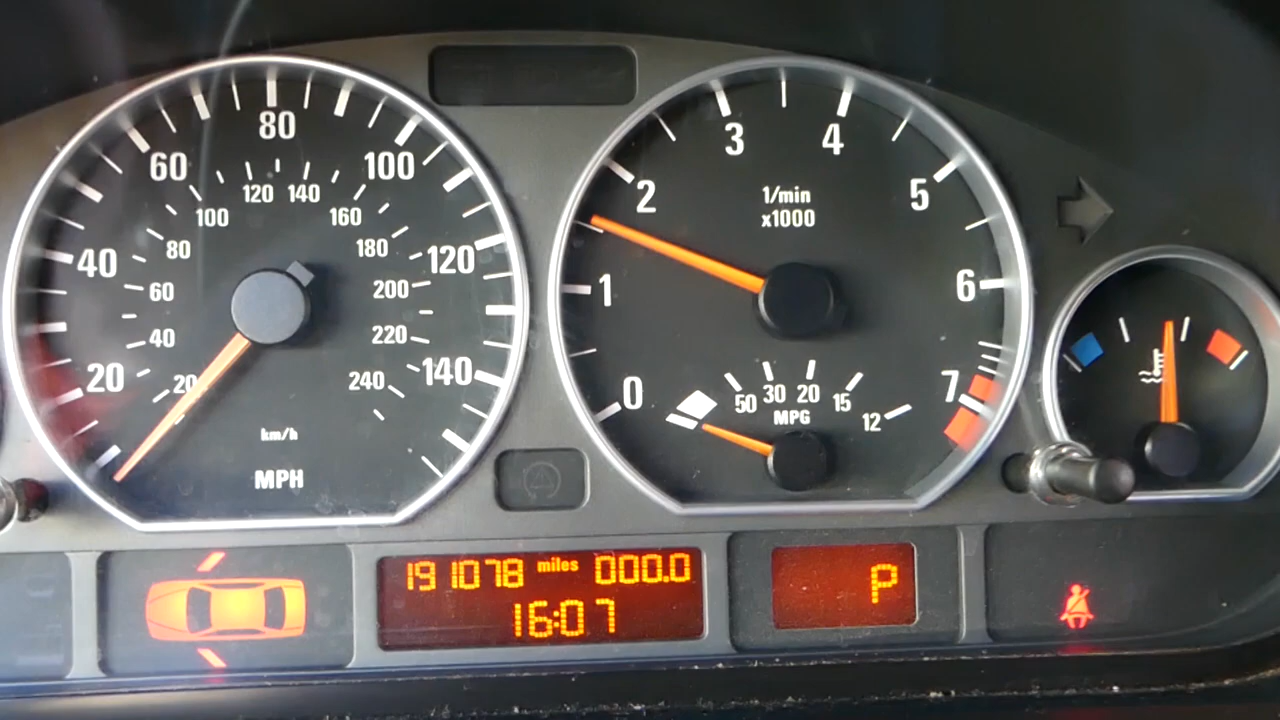 20 40 60 80 100 120 140
20 40 60 80 100 120 140 160 180 200 220 240
km/h
MPH
0 1 2 3 4 5 6 7
1/min
x1000
50 30 20 15 12
MPG
191078 miles 000.0
16:07
P